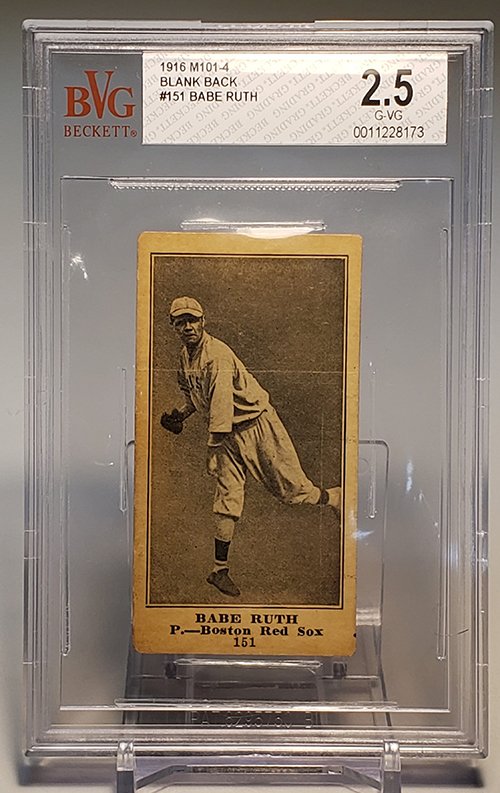 1916 M101-4
BLANK BACK
#151 BABE RUTH
2.5
G-VG
0011228173
BVG
BECKETT®
BABE RUTH
P.—Boston Red Sox
151